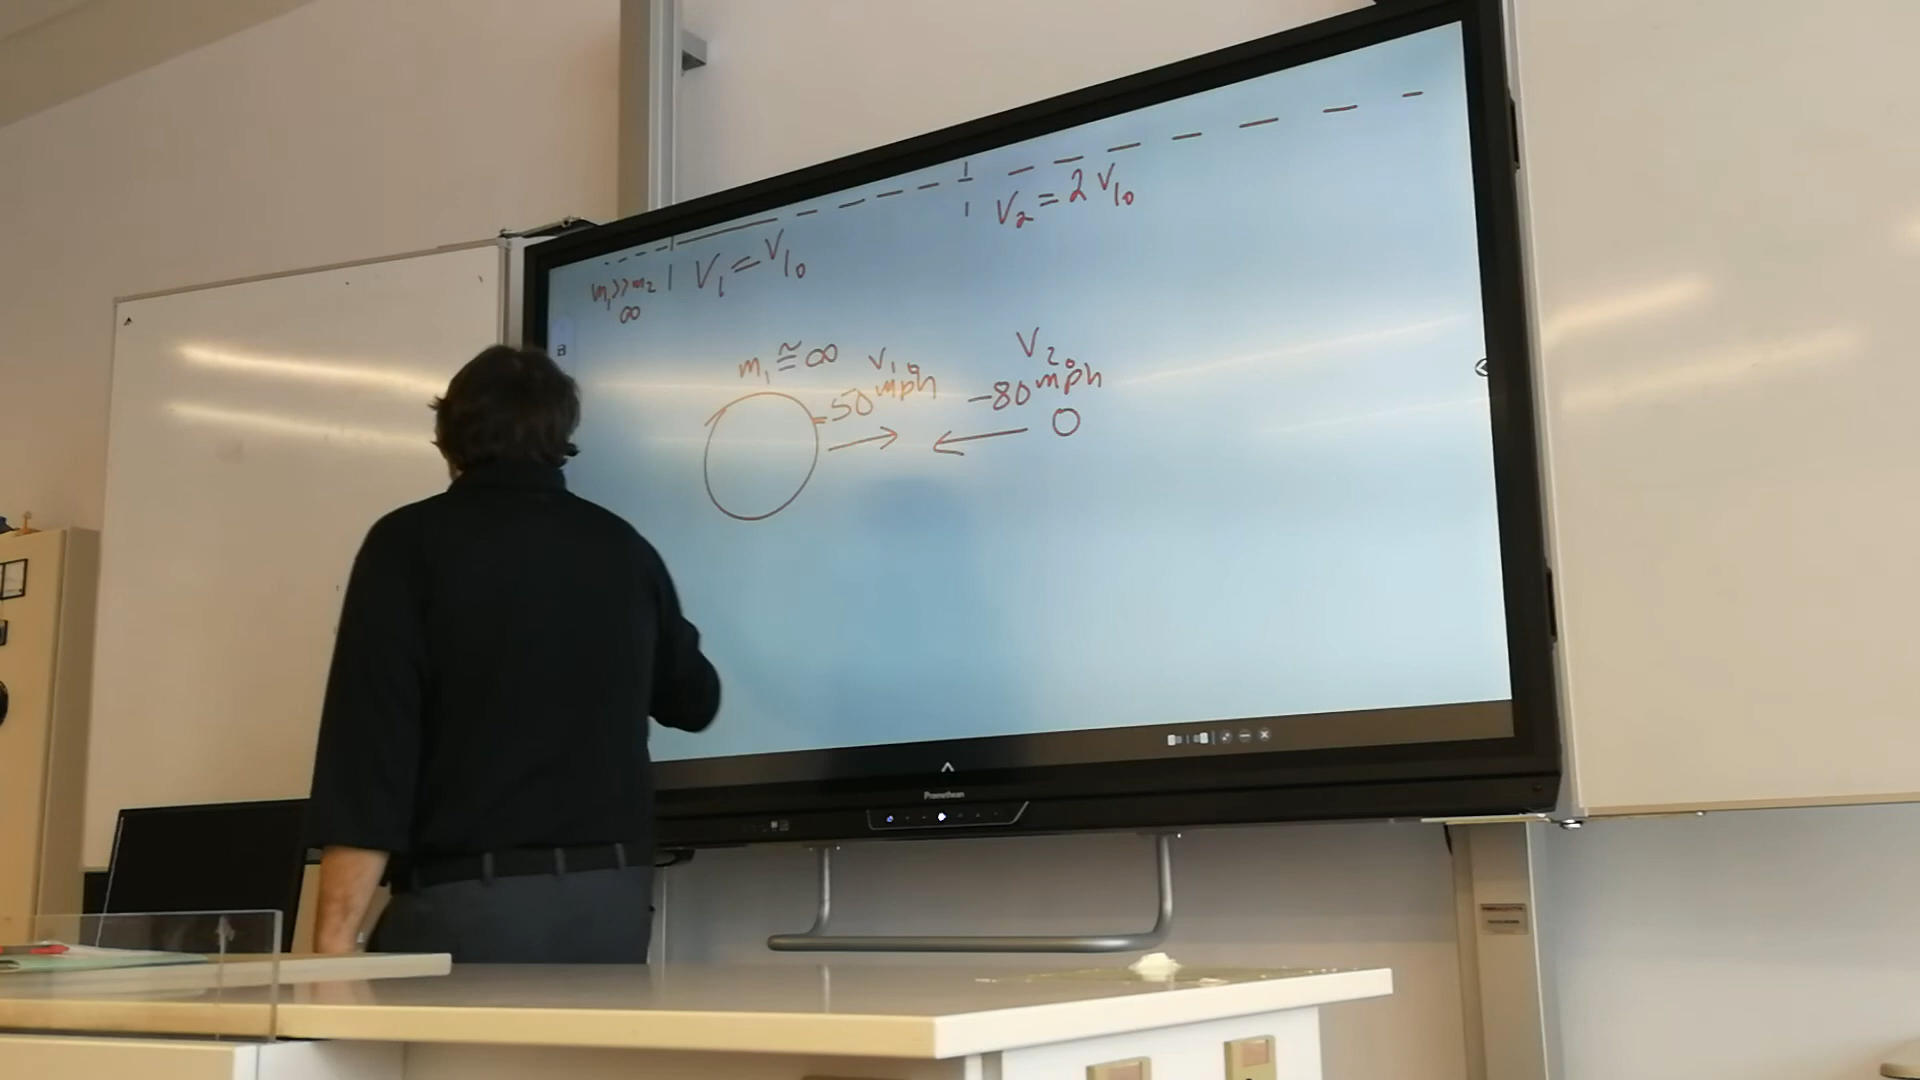 V₂ = 2 V₁₀
m₁ >> m₂
∞
V₁ = V₁₀
m₁ ≅ ∞
V₁₀
50 mph
V₂₀
-80 mph
Promethean